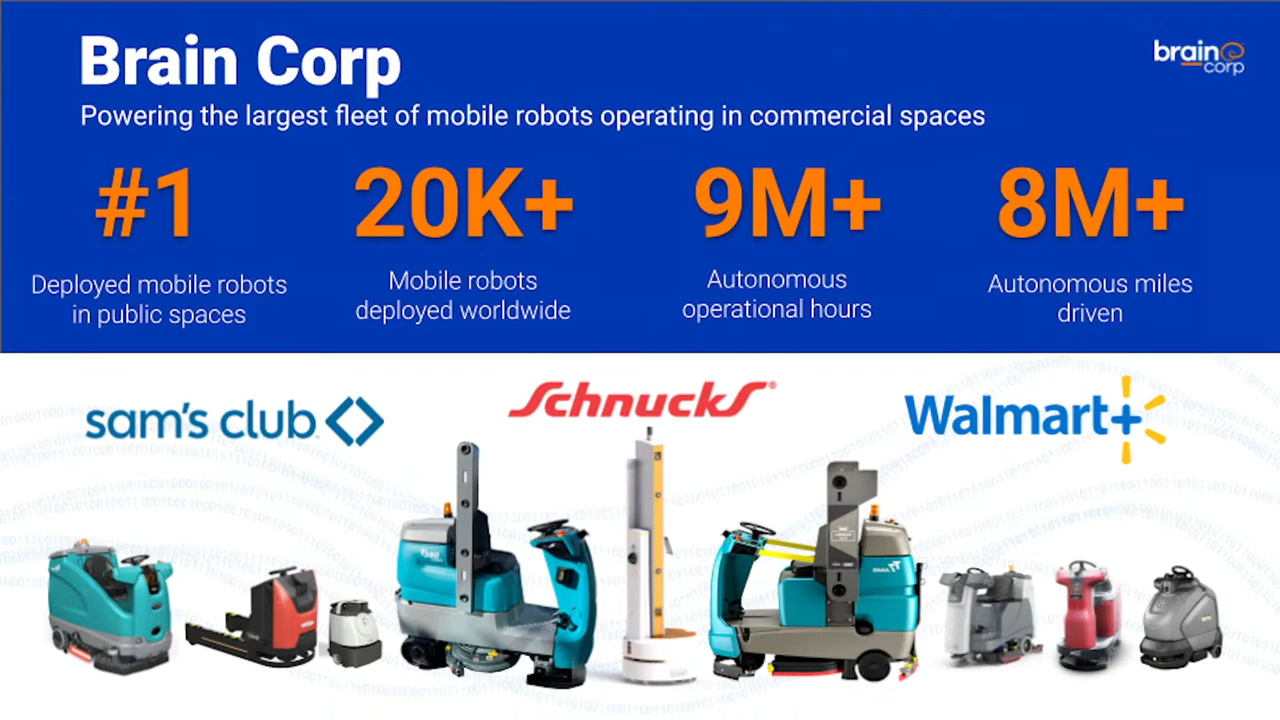 Brain Corp
brain corp
Powering the largest fleet of mobile robots operating in commercial spaces
#1
20K+
9M+
8M+
Deployed mobile robots
in public spaces
Mobile robots
deployed worldwide
Autonomous
operational hours
Autonomous miles
driven
sam's club
Schnucks®
Walmart+